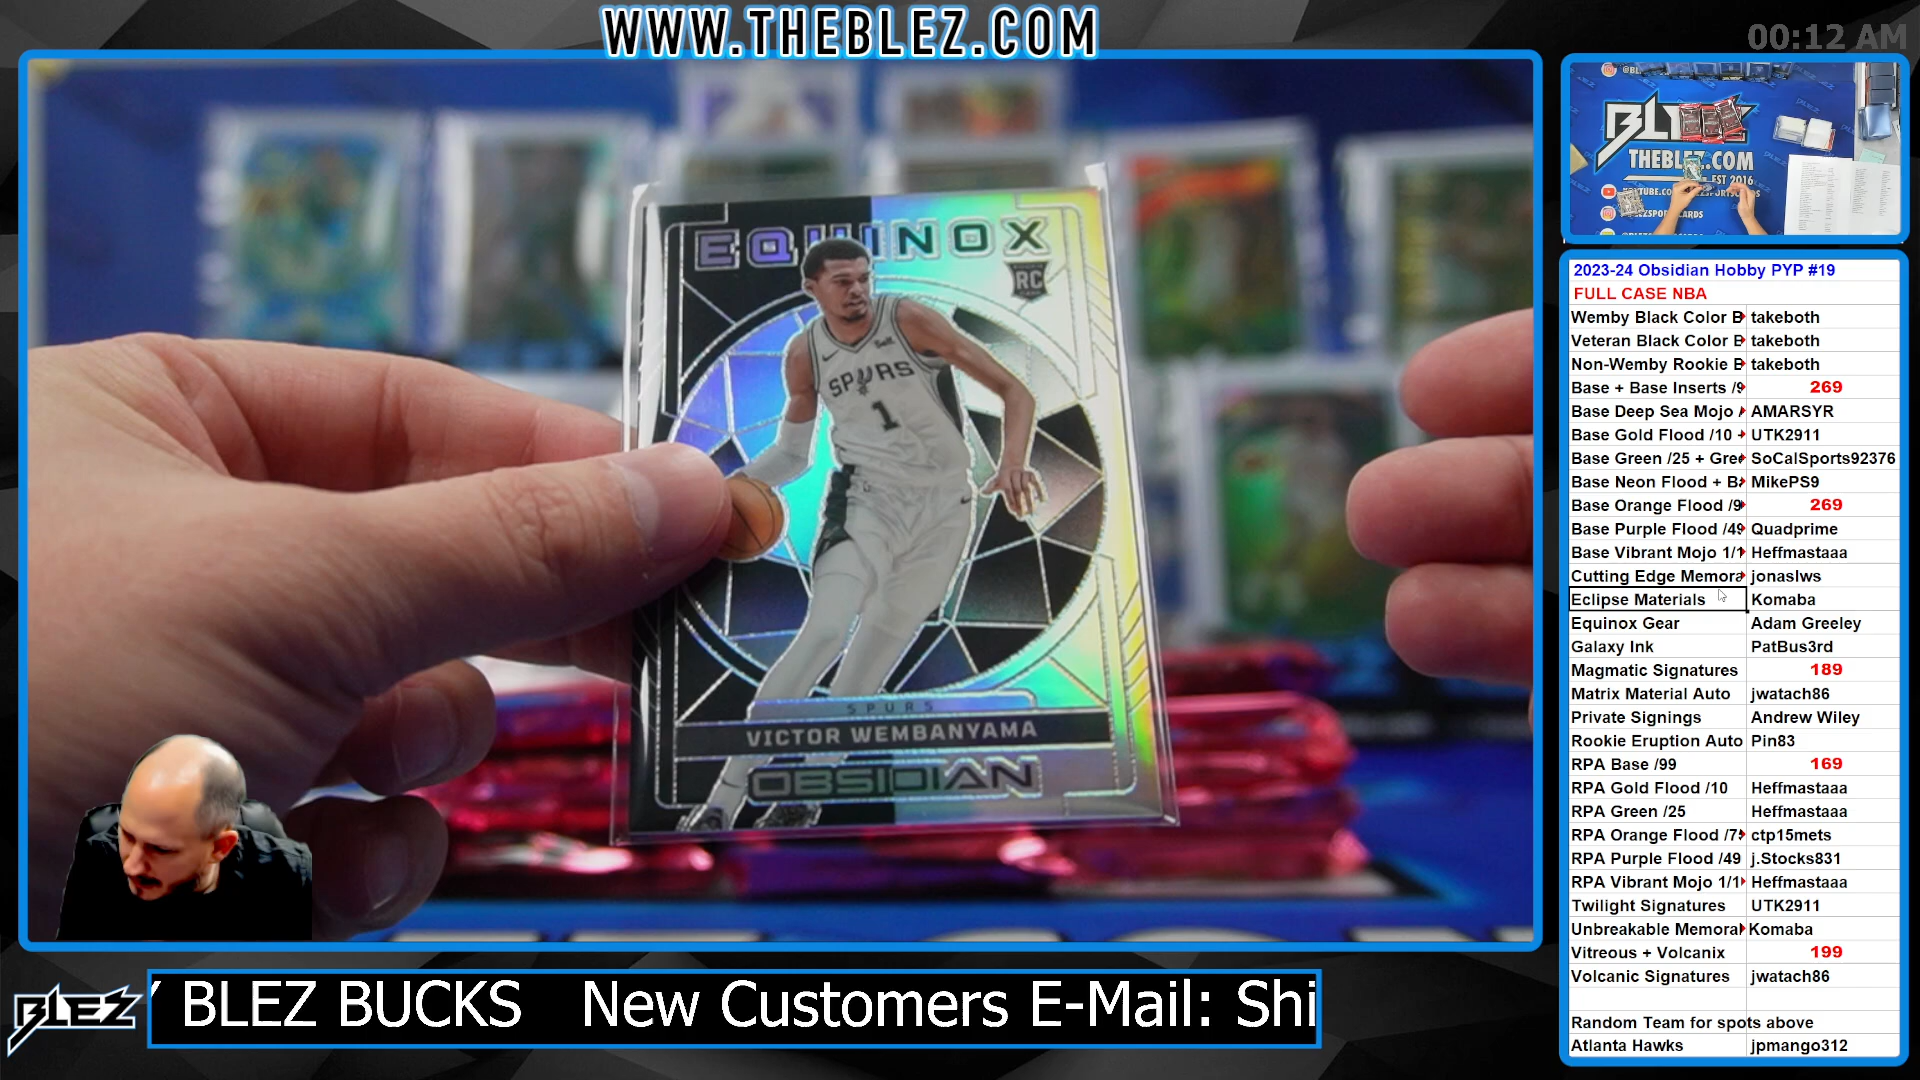 WWW.THEBLEZ.COM
00:12 AM
EQUINOX
RC
Bell
SPURS
1
SPURS
VICTOR WEMBANYAMA
OBSIDIAN
THEBLEZ.COM
EST 2016
2023-24 Obsidian Hobby PYP #19
FULL CASE NBA
Wemby Black Color takeboth
Veteran Black Color takeboth
Non-Wemby Rookie takeboth
Base + Base Inserts 269
Base Deep Sea Mojo AMARSYR
Base Gold Flood /10 UTK2911
Base Green /25 + SoCalSports92376
Base Neon Flood + MikePS9
Base Orange Flood 269
Base Purple Flood /49 Quadprime
Base Vibrant Mojo 1/1 Heffmastaaa
Cutting Edge Memora jonaslws
Eclipse Materials Komaba
Equinox Gear Adam Greeley
Galaxy Ink PatBus3rd
Magmatic Signatures 189
Matrix Material Auto jwatach86
Private Signings Andrew Wiley
Rookie Eruption Auto Pin83
RPA Base /99 169
RPA Gold Flood /10 Heffmastaaa
RPA Green /25 Heffmastaaa
RPA Orange Flood ctp15mets
RPA Purple Flood /49 j.Stocks831
RPA Vibrant Mojo 1/1 Heffmastaaa
Twilight Signatures UTK2911
Unbreakable Memora Komaba
Vitreous + Volcanix 199
Volcanic Signatures jwatach86
Random Team for spots above
Atlanta Hawks jpmango312
BLEZ
BLEZ BUCKS New Customers E-Mail: Shi